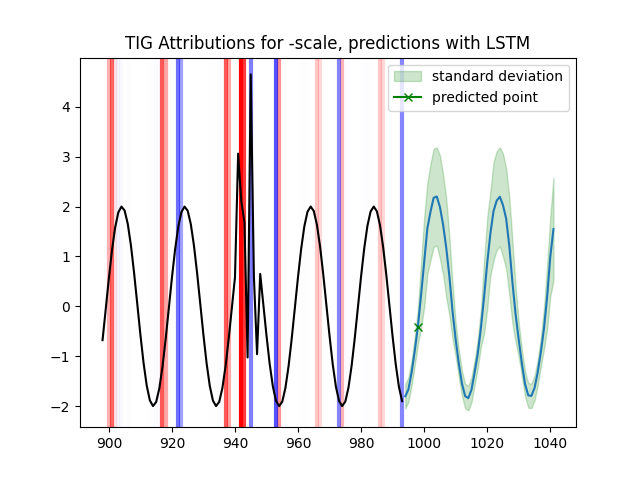 TIG Attributions for -scale, predictions with LSTM
standard deviation
predicted point
4
3
2
1
0
−1
−2
900 920 940 960 980 1000 1020 1040